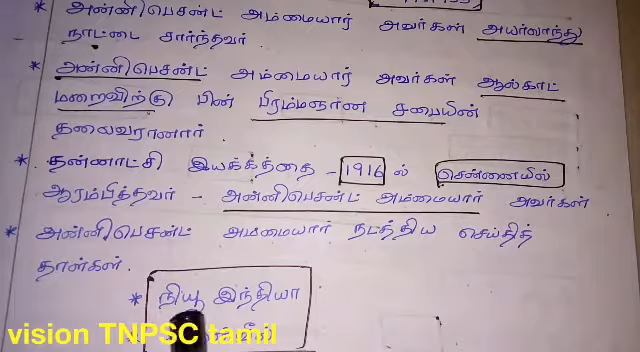 * அன்னிபெசன்ட் அம்மையார் அவர்கள் அயர்லாந்து
நாட்டை சார்ந்தவர்.
* அன்னிபெசன்ட் அம்மையார் அவர்கள் ஆல்காட்
மறைவிற்கு பின் பிரம்மஞான சபையின்
தலைவரானார்.
* தன்னாட்சி இயக்கத்தை - 1916 ல் சென்னையில்
ஆரம்பித்தவர் - அன்னிபெசன்ட் அம்மையார் அவர்கள்
* அன்னிபெசன்ட் அம்மையார் நடத்திய செய்தித்
தாள்கள்.
* நியூ இந்தியா
vision TNPSC tamil